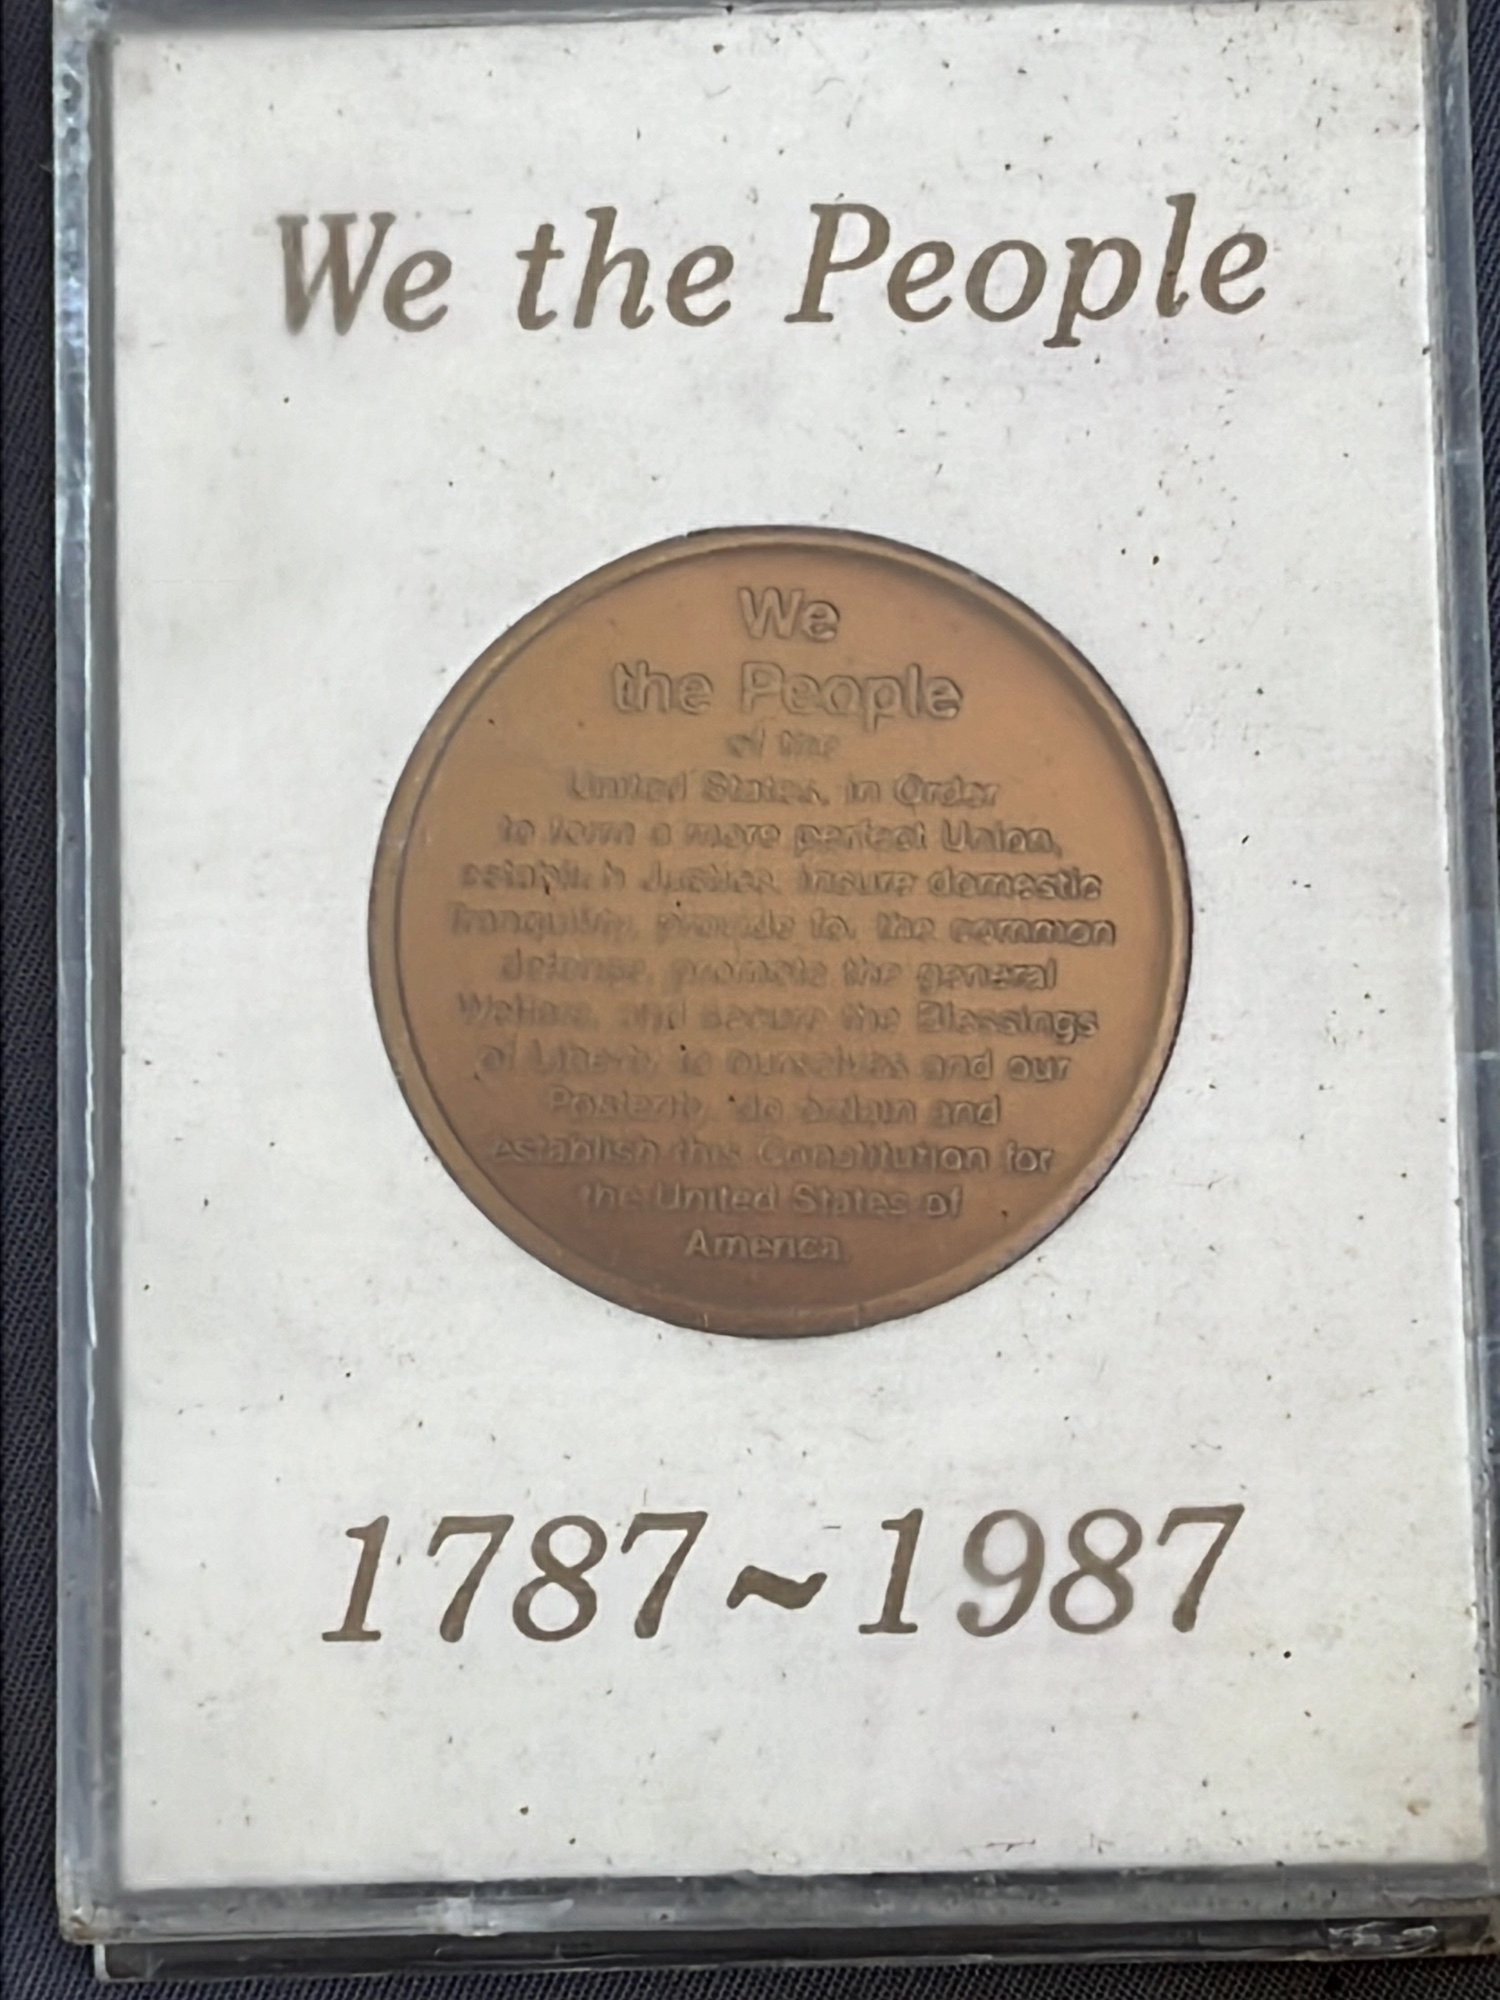 We the People
We
the People
of the
United States, in Order
to form a more perfect Union,
establish Justice, insure domestic
Tranquility, provide for the common
defense, promote the general
Welfare, and secure the Blessings
of Liberty to ourselves and our
Posterity, do ordain and
establish this Constitution for
the United States of
America
1787~1987